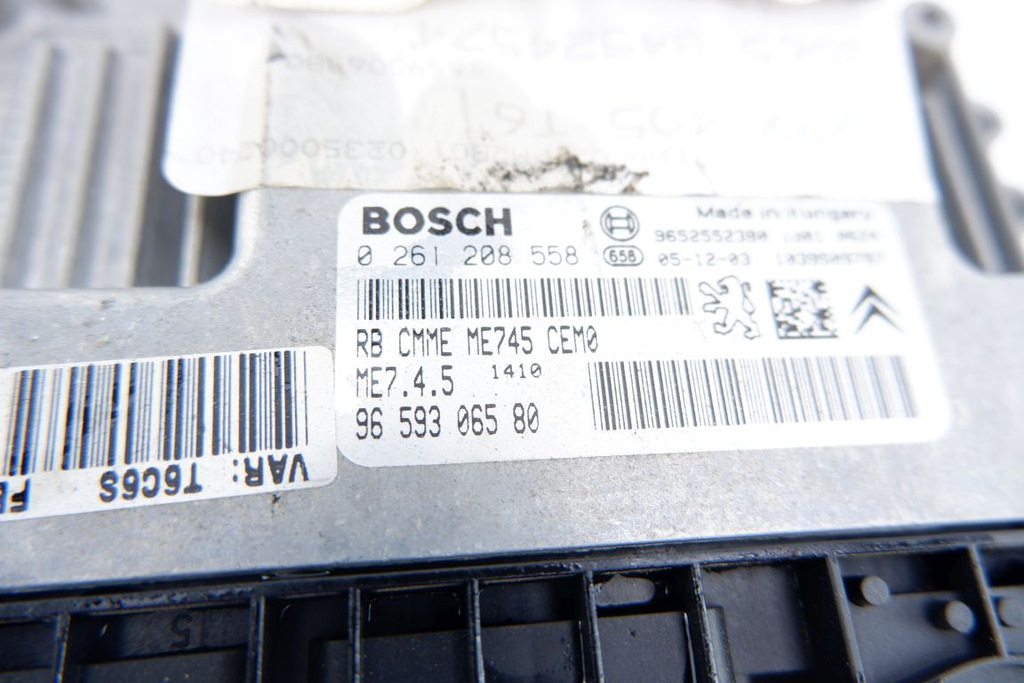 BOSCH
Made in Hungary
0 261 208 558
9652552380
658
05-12-03
RB CMME ME745 CEM0
ME7.4.5
1410
96 593 065 80
VAR: T6C6S